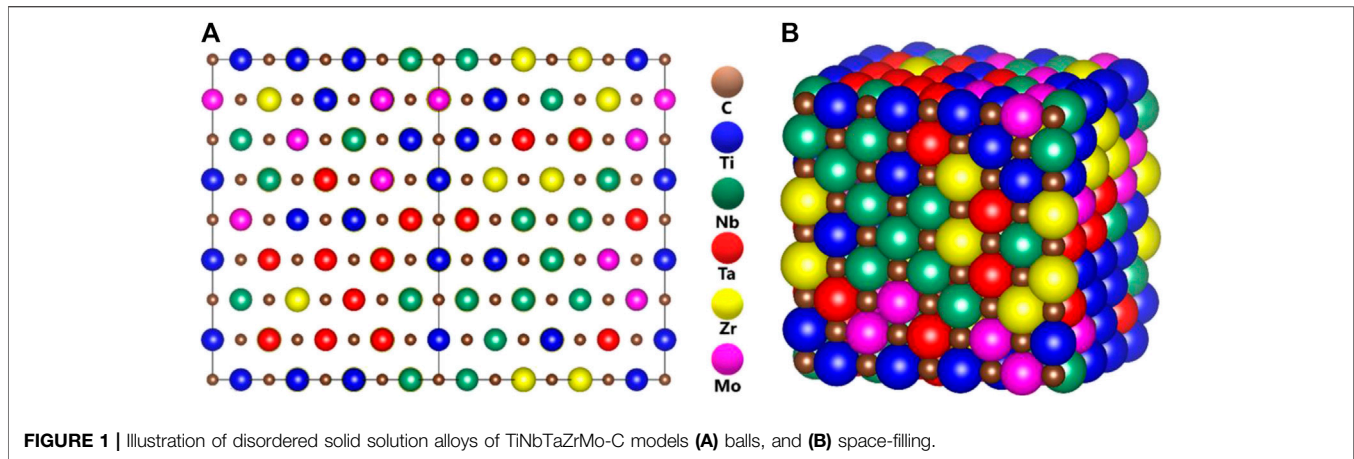 A
B
C
Ti
Nb
Ta
Zr
Mo
FIGURE 1 | Illustration of disordered solid solution alloys of TiNbTaZrMo-C models (A) balls, and (B) space-filling.